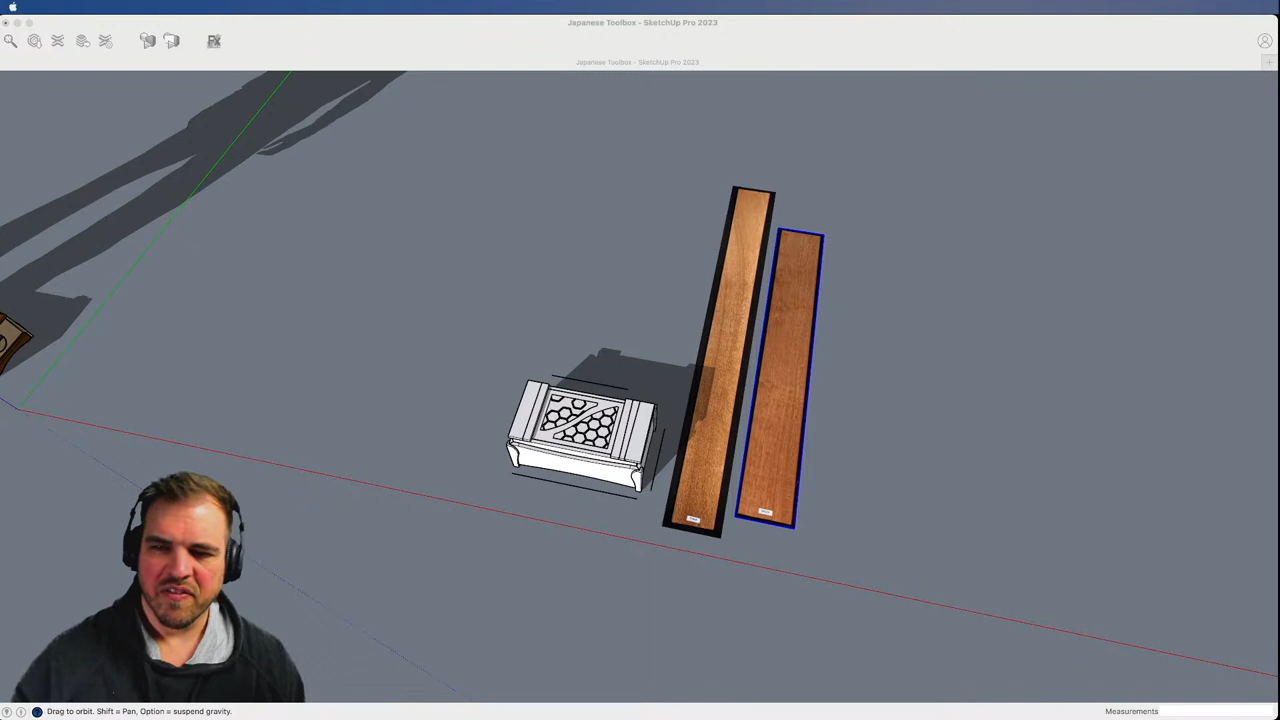 Japanese Toolbox - SketchUp Pro 2023
Japanese Toolbox - SketchUp Pro 2023
Drag to orbit. Shift = Pan, Option = suspend gravity.
Measurements